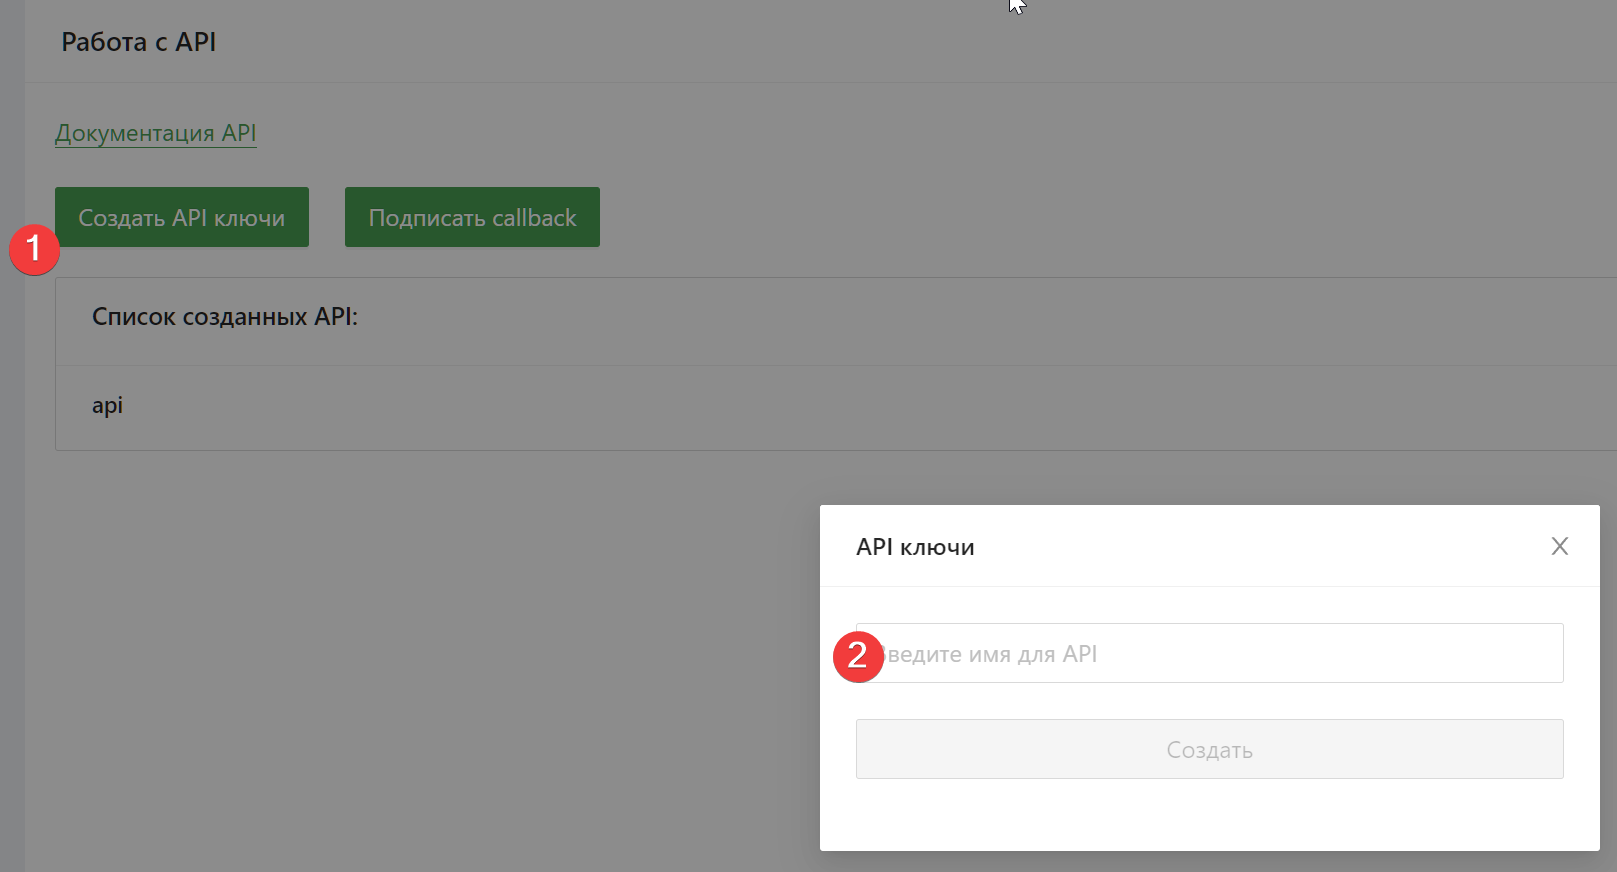 Работа с API
Документация API
Создать API ключи
Подписать callback
1
Список созданных API:
api
API ключи
2
ведите имя для API
Создать